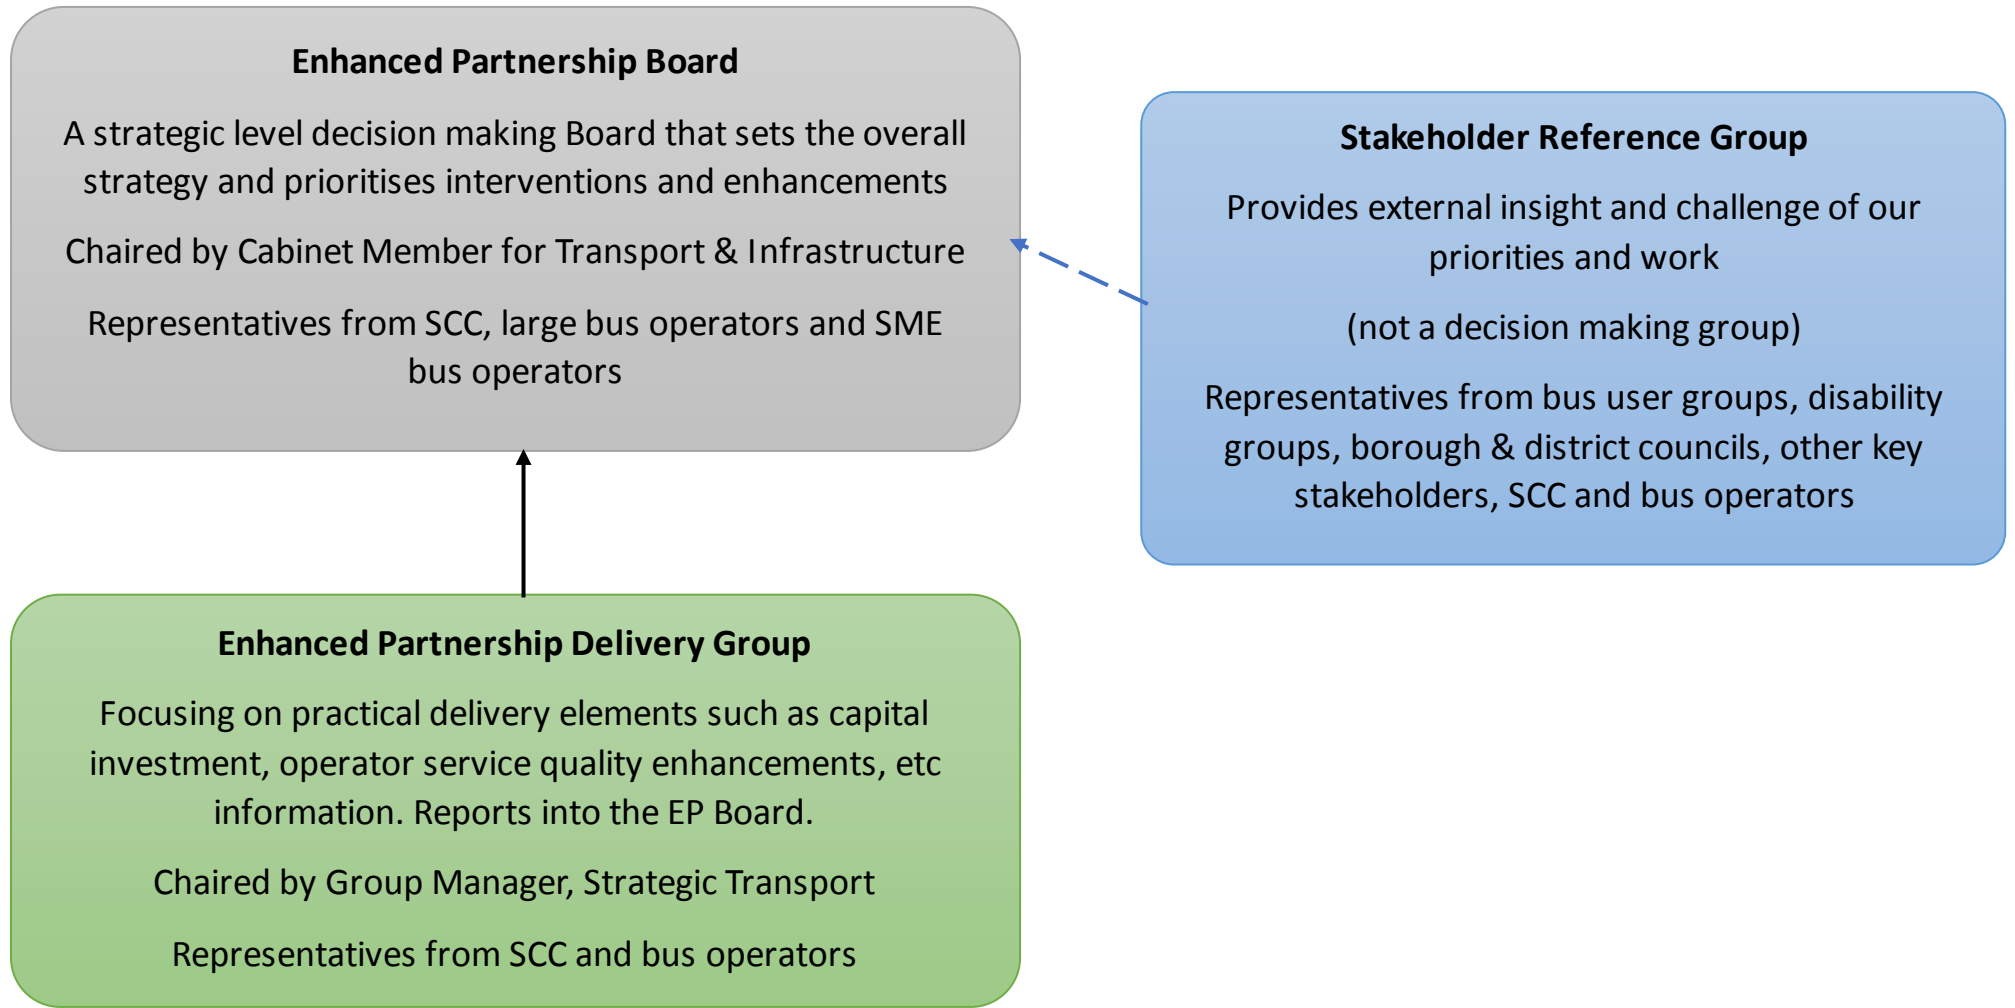 Enhanced Partnership Board
A strategic level decision making Board that sets the overall
strategy and prioritises interventions and enhancements
Chaired by Cabinet Member for Transport & Infrastructure
Representatives from SCC, large bus operators and SME
bus operators
Stakeholder Reference Group
Provides external insight and challenge of our
priorities and work
(not a decision making group)
Representatives from bus user groups, disability
groups, borough & district councils, other key
stakeholders, SCC and bus operators
Enhanced Partnership Delivery Group
Focusing on practical delivery elements such as capital
investment, operator service quality enhancements, etc
information. Reports into the EP Board.
Chaired by Group Manager, Strategic Transport
Representatives from SCC and bus operators